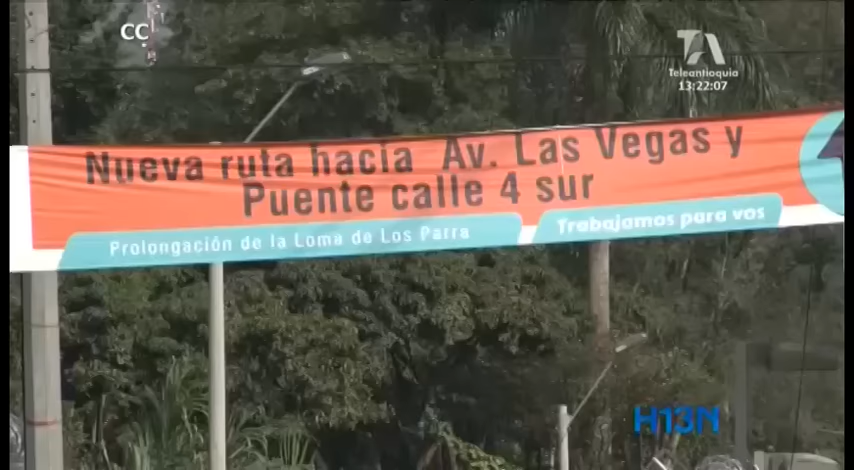 CC
TA
Teleantioquia
13:22:07
Nueva ruta hacia Av. Las Vegas y
Puente calle 4 sur
Prolongación de la Loma de Los Parra
Trabajamos para vos
H13N